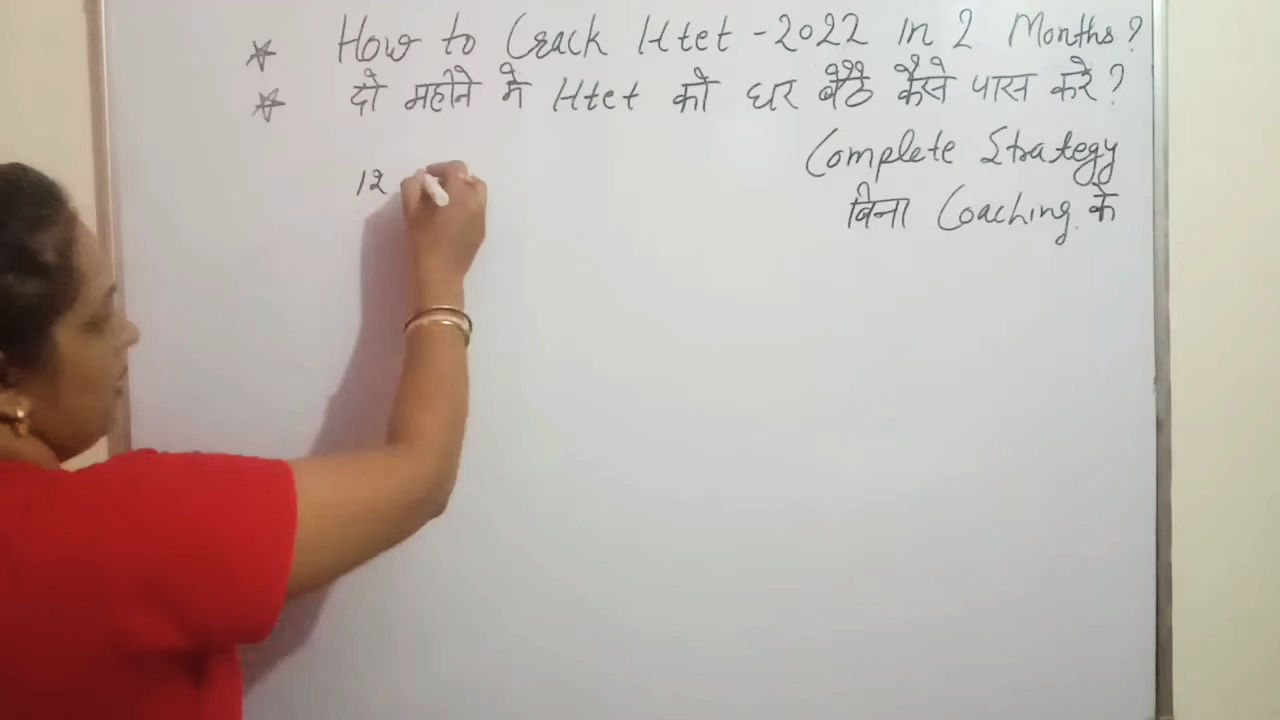 How to Crack Htet - 2022 In 2 Months?
दो महीने मे Htet को घर बैठे कैसे पास करे?
Complete Strategy
बिना Coaching के
12